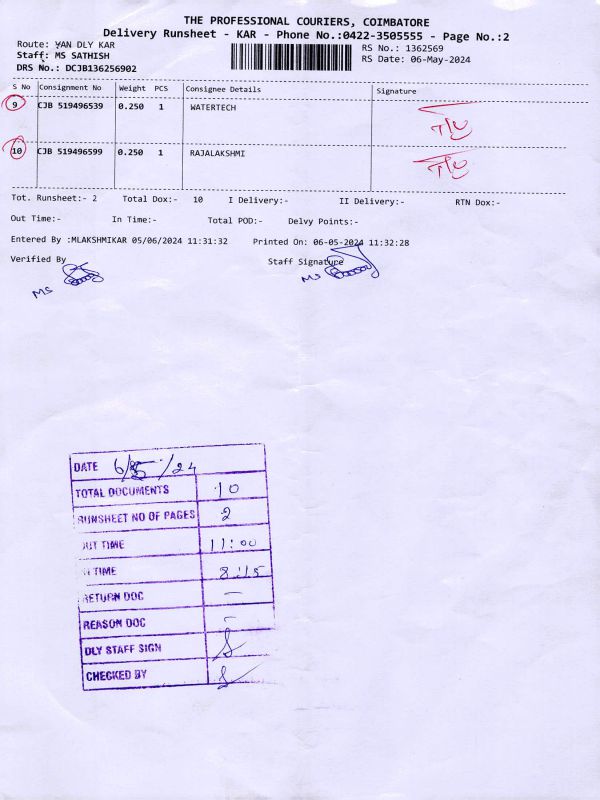 THE PROFESSIONAL COURIERS, COIMBATORE
Delivery Runsheet - KAR - Phone No.:0422-3505555 - Page No.:2
Route: VAN DLY KAR
Staff: MS SATHISH
DRS No.: DCJB136256902
RS No.: 1362569
RS Date: 06-May-2024
S No Consignment No Weight PCS Consignee Details Signature
9 CJB 519496539 0.250 1 WATERTECH
10 CJB 519496599 0.250 1 RAJALAKSHMI
Tot. Runsheet:- 2 Total Dox:- 10 I Delivery:- II Delivery:- RTN Dox:-
Out Time:- In Time:- Total POD:- Delvy Points:-
Entered By :MLAKSHMIKAR 05/06/2024 11:31:32 Printed On: 06-05-2024 11:32:28
Verified By Staff Signature
MS MS
DATE 6/5/24
TOTAL DOCUMENTS 10
RUNSHEET NO OF PAGES 2
OUT TIME 11:00
IN TIME 8:15
RETURN DOC —
REASON DOC -
DLY STAFF SIGN
CHECKED BY